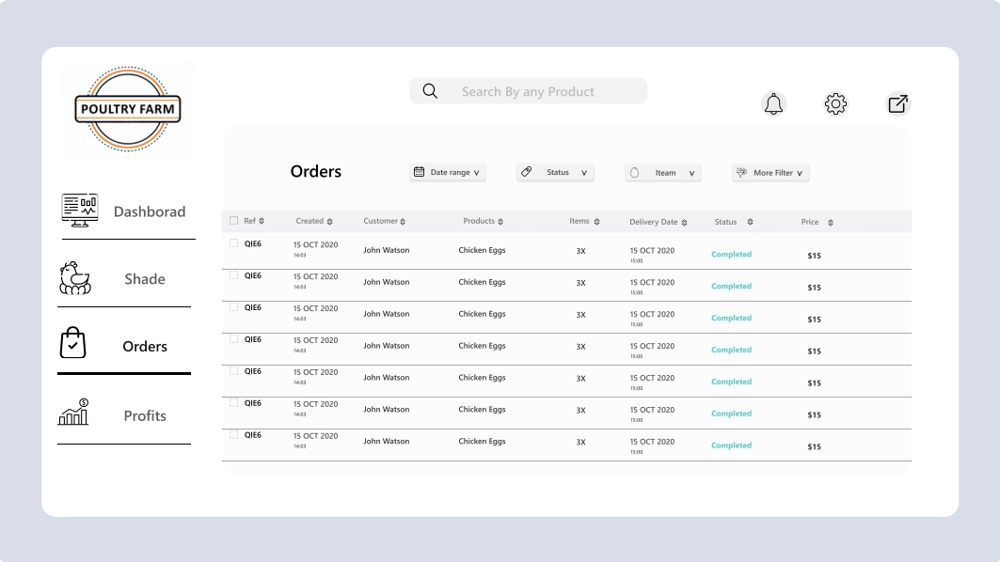 POULTRY FARM
Search By any Product
Orders
Date range
Status
Iteam
More Filter
Dashborad
Shade
Orders
Profits
Ref Created Customer Products Items Delivery Date Status Price
QIE6 15 OCT 2020 14:03 John Watson Chicken Eggs 3X 15 OCT 2020 15:00 Completed $15
QIE6 15 OCT 2020 14:03 John Watson Chicken Eggs 3X 15 OCT 2020 15:00 Completed $15
QIE6 15 OCT 2020 14:03 John Watson Chicken Eggs 3X 15 OCT 2020 15:00 Completed $15
QIE6 15 OCT 2020 14:03 John Watson Chicken Eggs 3X 15 OCT 2020 15:00 Completed $15
QIE6 15 OCT 2020 14:03 John Watson Chicken Eggs 3X 15 OCT 2020 15:00 Completed $15
QIE6 15 OCT 2020 14:03 John Watson Chicken Eggs 3X 15 OCT 2020 15:00 Completed $15
QIE6 15 OCT 2020 14:03 John Watson Chicken Eggs 3X 15 OCT 2020 15:00 Completed $15